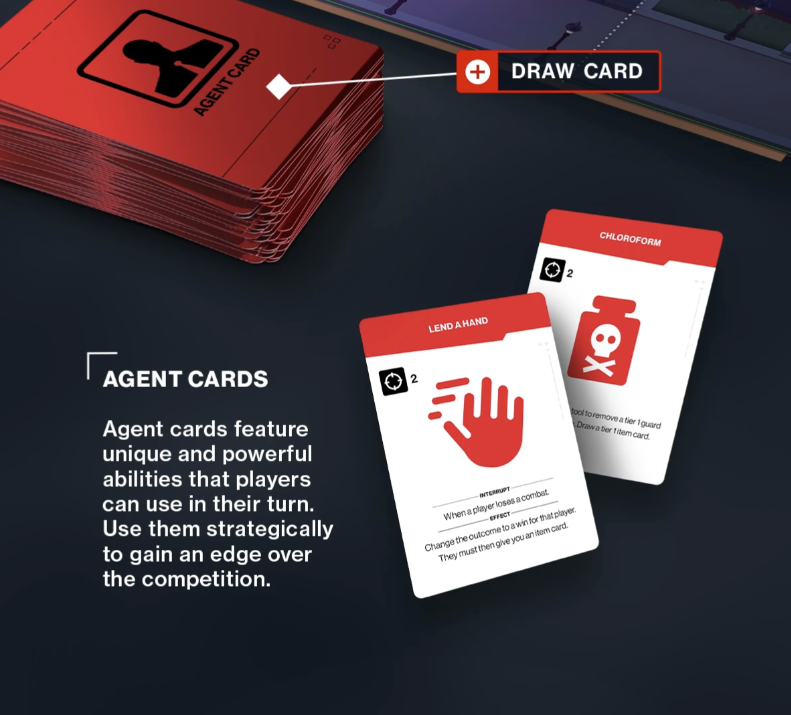 AGENT CARD
DRAW CARD
CHLOROFORM
2
tool to remove a tier 1 guard
Draw a tier 1 item card.
LEND A HAND
2
INTERRUPT
When a player loses a combat.
EFFECT
Change the outcome to a win for that player.
They must then give you an item card.
AGENT CARDS
Agent cards feature
unique and powerful
abilities that players
can use in their turn.
Use them strategically
to gain an edge over
the competition.